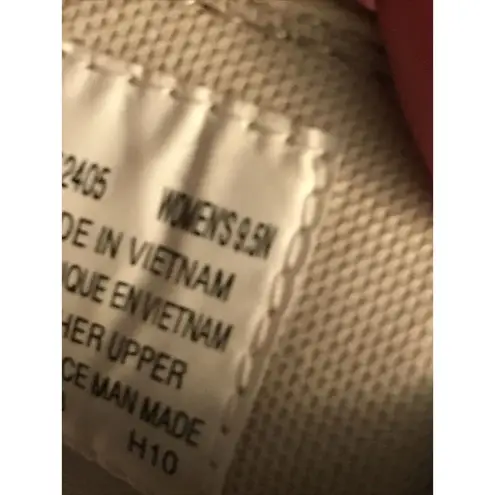 2405 WOMEN'S 9.5N
DE IN VIETNAM
IQUE EN VIETNAM
HER UPPER
CE MAN MADE
H10